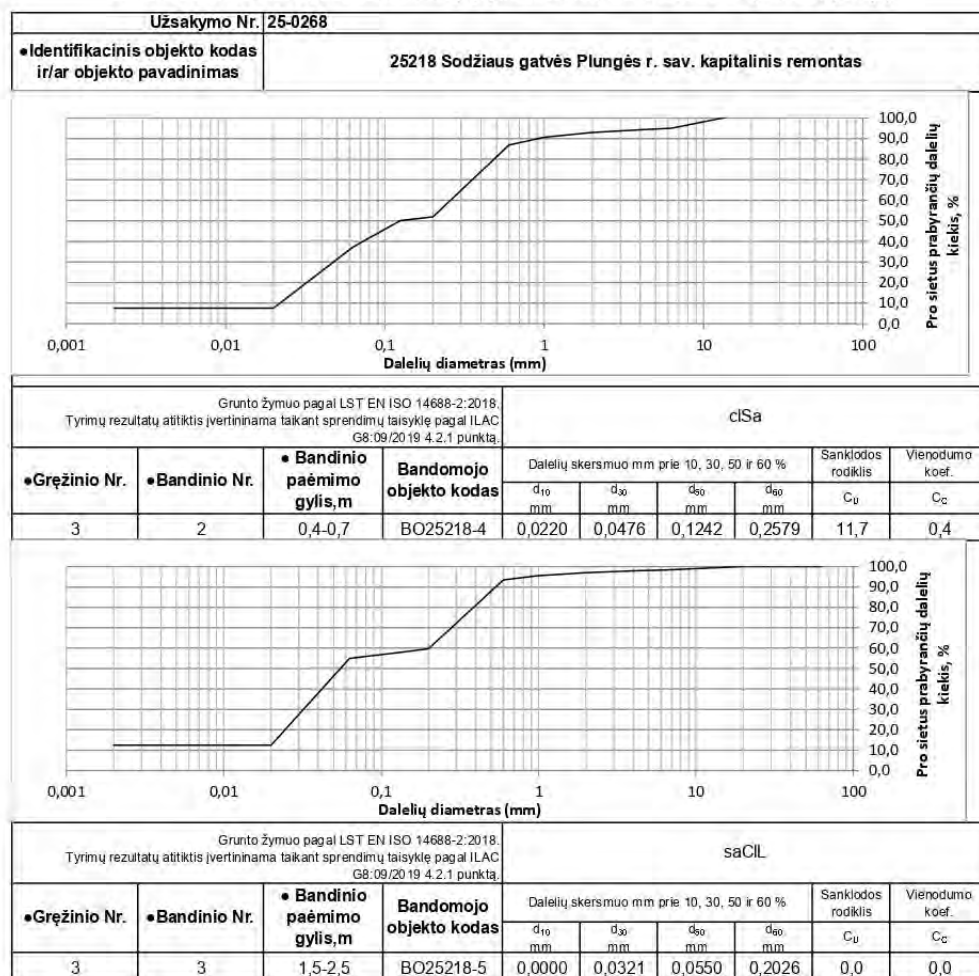 Užsakymo Nr. 25-0268
●Identifikacinis objekto kodas
ir/ar objekto pavadinimas
25218 Sodžiaus gatvės Plungės r. sav. kapitalinis remontas
100,0
90,0
80,0
70,0
60,0
50,0
40,0
30,0
20,0
10,0
0,0
Pro sietus prabyrančių dalelių
kiekis, %
0,001 0,01 0,1 1 10 100
Dalelių diametras (mm)
Grunto žymuo pagal LST EN ISO 14688-2:2018.
Tyrimų rezultatų atitiktis įvertininama taikant sprendimų taisyklę pagal ILAC
G8:09/2019 4.2.1 punktą.
clSa
●Gręžinio Nr. ●Bandinio Nr.
● Bandinio
paėmimo
gylis,m
Bandomojo
objekto kodas
Dalelių skersmuo mm prie 10, 30, 50 ir 60 %
Sanklodos
rodiklis
Vienodumo
koef.
d10 d30 d50 d60
mm mm mm mm
CU CC
3 2 0,4-0,7 BO25218-4 0,0220 0,0476 0,1242 0,2579 11,7 0,4
100,0
90,0
80,0
70,0
60,0
50,0
40,0
30,0
20,0
10,0
0,0
Pro sietus prabyrančių dalelių
kiekis, %
0,001 0,01 0,1 1 10 100
Dalelių diametras (mm)
Grunto žymuo pagal LST EN ISO 14688-2:2018.
Tyrimų rezultatų atitiktis įvertininama taikant sprendimų taisyklę pagal ILAC
G8:09/2019 4.2.1 punktą.
saClL
●Gręžinio Nr. ●Bandinio Nr.
● Bandinio
paėmimo
gylis,m
Bandomojo
objekto kodas
Dalelių skersmuo mm prie 10, 30, 50 ir 60 %
Sanklodos
rodiklis
Vienodumo
koef.
d10 d30 d50 d60
mm mm mm mm
CU CC
3 3 1,5-2,5 BO25218-5 0,0000 0,0321 0,0550 0,2026 0,0 0,0